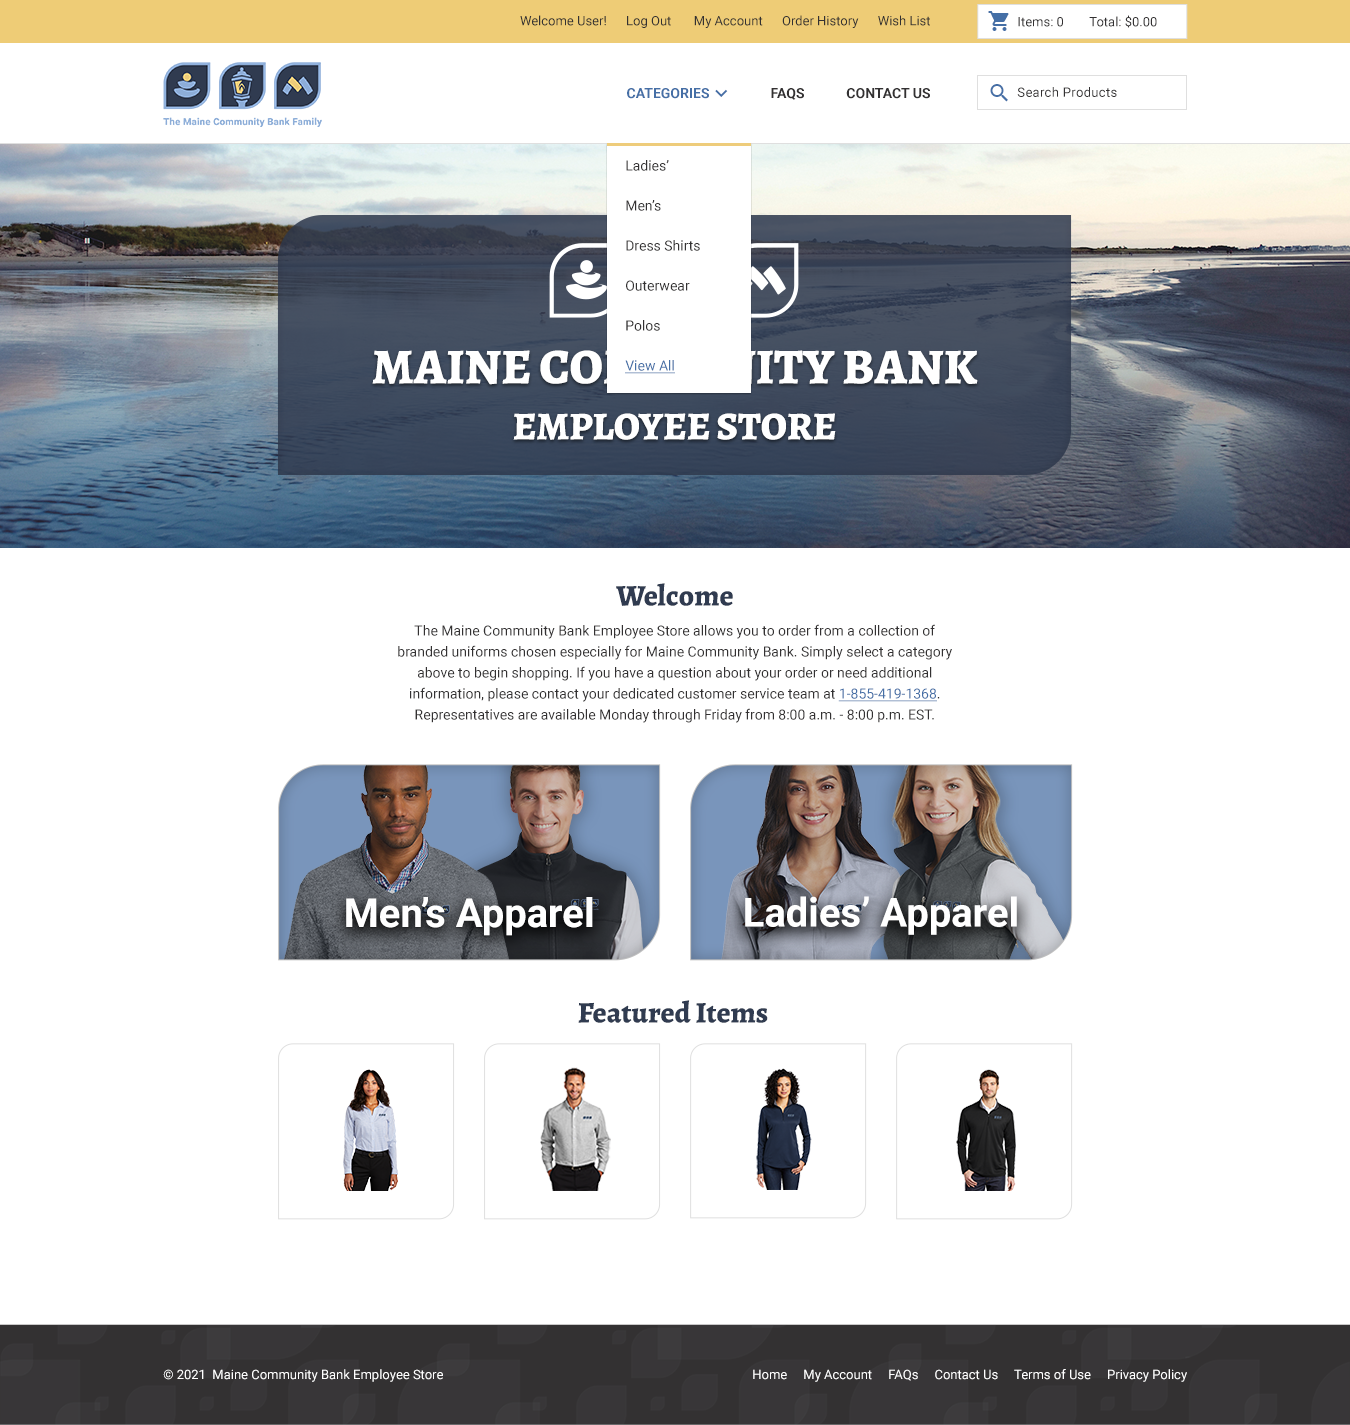 Welcome User! Log Out My Account Order History Wish List Items: 0 Total: $0.00
The Maine Community Bank Family
CATEGORIES FAQS CONTACT US Search Products
Ladies’
Men’s
Dress Shirts
Outerwear
Polos
View All
MAINE CO ITY BANK
EMPLOYEE STORE
Welcome
The Maine Community Bank Employee Store allows you to order from a collection of
branded uniforms chosen especially for Maine Community Bank. Simply select a category
above to begin shopping. If you have a question about your order or need additional
information, please contact your dedicated customer service team at 1-855-419-1368.
Representatives are available Monday through Friday from 8:00 a.m. - 8:00 p.m. EST.
Men’s Apparel
Ladies’ Apparel
Featured Items
© 2021 Maine Community Bank Employee Store
Home My Account FAQs Contact Us Terms of Use Privacy Policy